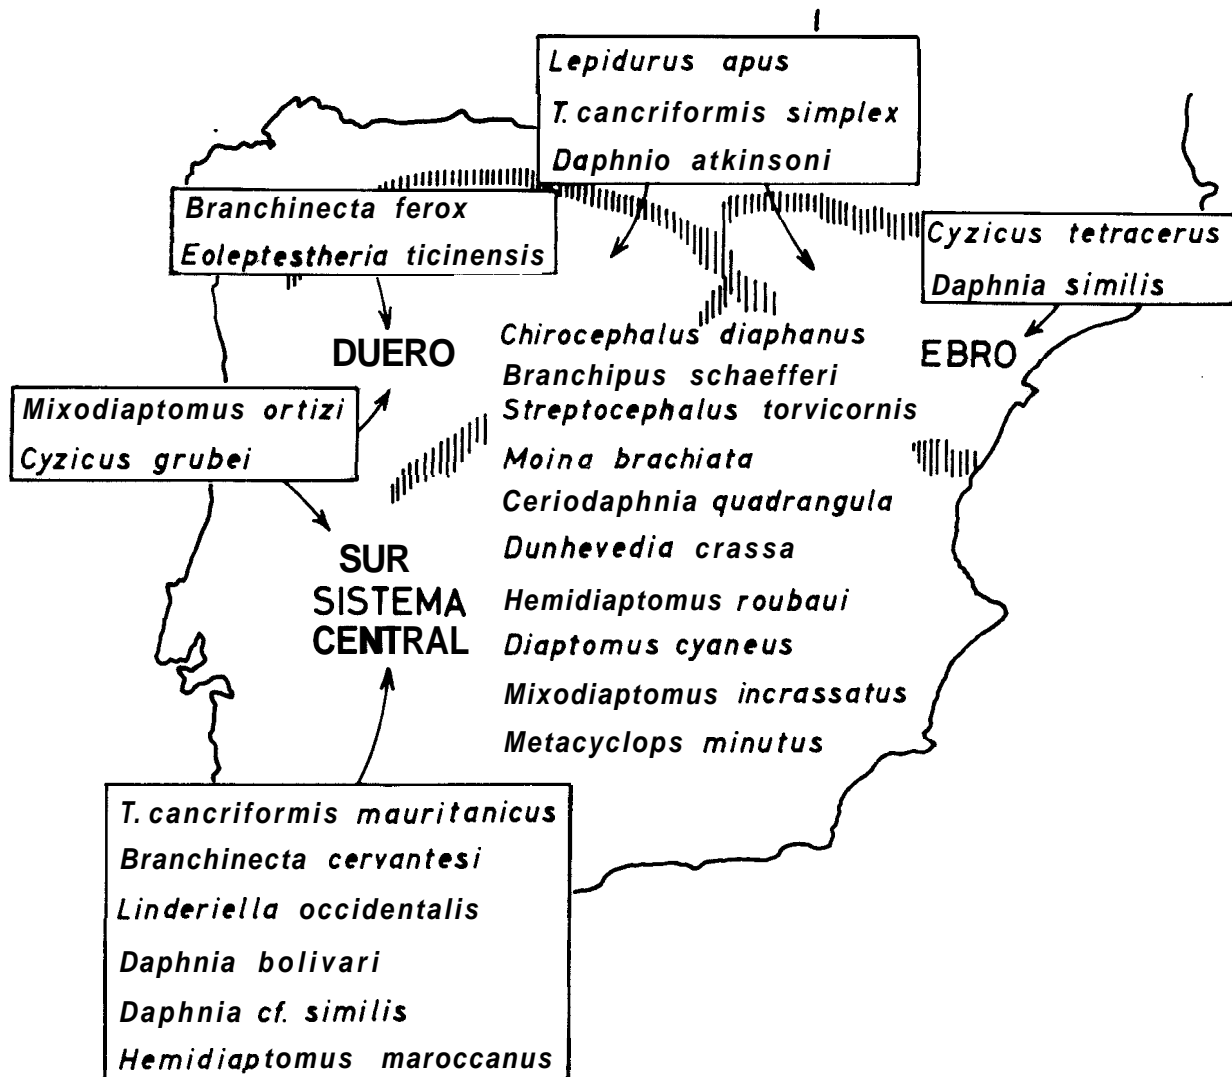 Lepidurus apus
T. cancriformis simplex
Daphnio atkinsoni
Branchinecta ferox
Eoleptestheria ticinensis
Cyzicus tetracerus
Daphnia similis
DUERO
EBRO
Mixodiaptomus ortizi
Cyzicus grubei
Chirocephalus diaphanus
Branchipus schaefferi
Streptocephalus torvicornis
Moina brachiata
Ceriodaphnia quadrangula
Dunhevedia crassa
Hemidiaptomus roubaui
Diaptomus cyaneus
Mixodiaptomus incrassatus
Metacyclops minutus
SUR
SISTEMA
CENTRAL
T. cancriformis mauritanicus
Branchinecta cervantesi
Linderiella occidentalis
Daphnia bolivari
Daphnia cf. similis
Hemidiaptomus maroccanus